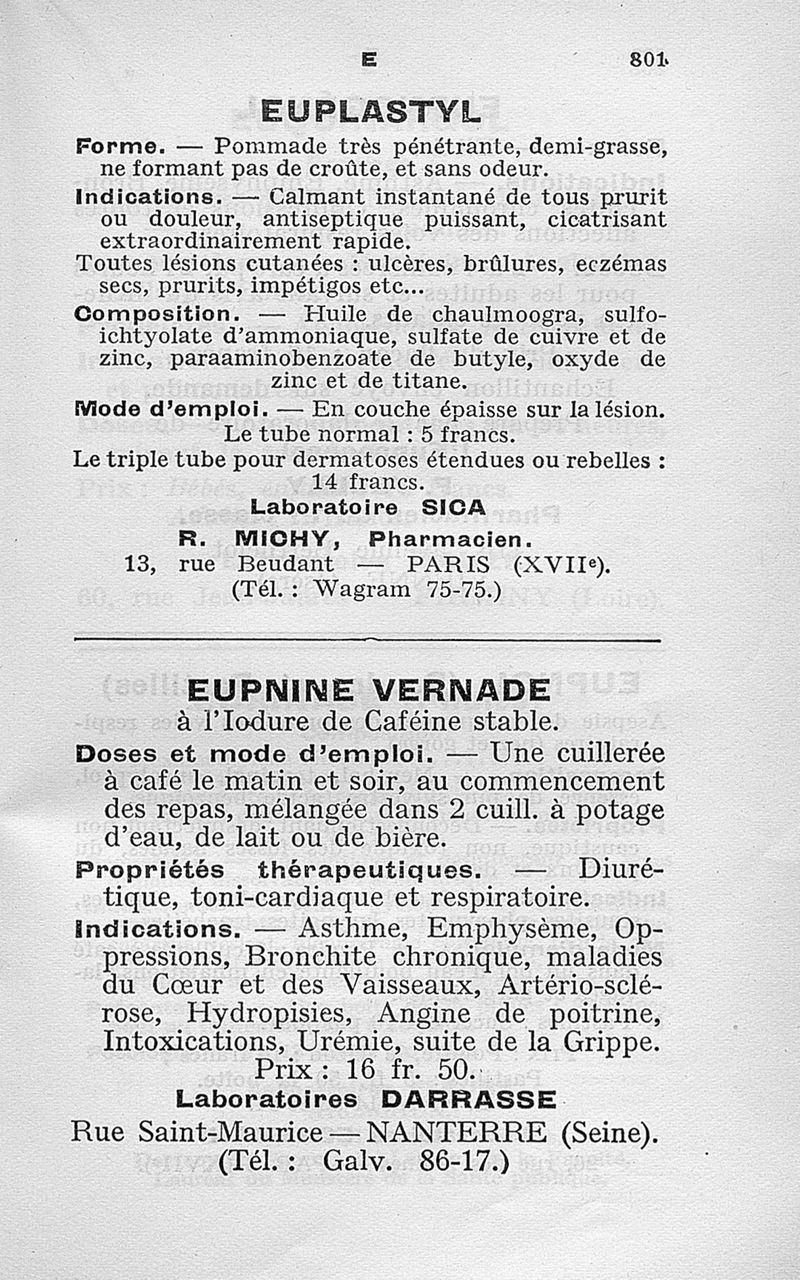 E 801
EUPLASTYL
Forme. — Pommade très pénétrante, demi-grasse,
ne formant pas de croûte, et sans odeur.
Indications. — Calmant instantané de tous prurit
ou douleur, antiseptique puissant, cicatrisant
extraordinairement rapide.
Toutes lésions cutanées : ulcères, brûlures, eczémas
secs, prurits, impétigos etc...
Composition. — Huile de chaulmoogra, sulfo-
ichtyolate d'ammoniaque, sulfate de cuivre et de
zinc, paraaminobenzoate de butyle, oxyde de
zinc et de titane.
Mode d'emploi. — En couche épaisse sur la lésion.
Le tube normal : 5 francs.
Le triple tube pour dermatoses étendues ou rebelles :
14 francs.
Laboratoire SICA
R. MICHY, Pharmacien.
13, rue Beudant — PARIS (XVIIe).
(Tél. : Wagram 75-75.)
EUPNINE VERNADE
à l'Iodure de Caféine stable.
Doses et mode d'emploi. — Une cuillerée
à café le matin et soir, au commencement
des repas, mélangée dans 2 cuill. à potage
d'eau, de lait ou de bière.
Propriétés thérapeutiques. — Diuré-
tique, toni-cardiaque et respiratoire.
Indications. — Asthme, Emphysème, Op-
pressions, Bronchite chronique, maladies
du Cœur et des Vaisseaux, Artério-sclé-
rose, Hydropisies, Angine de poitrine,
Intoxications, Urémie, suite de la Grippe.
Prix : 16 fr. 50.
Laboratoires DARRASSE
Rue Saint-Maurice — NANTERRE (Seine).
(Tél. : Galv. 86-17.)